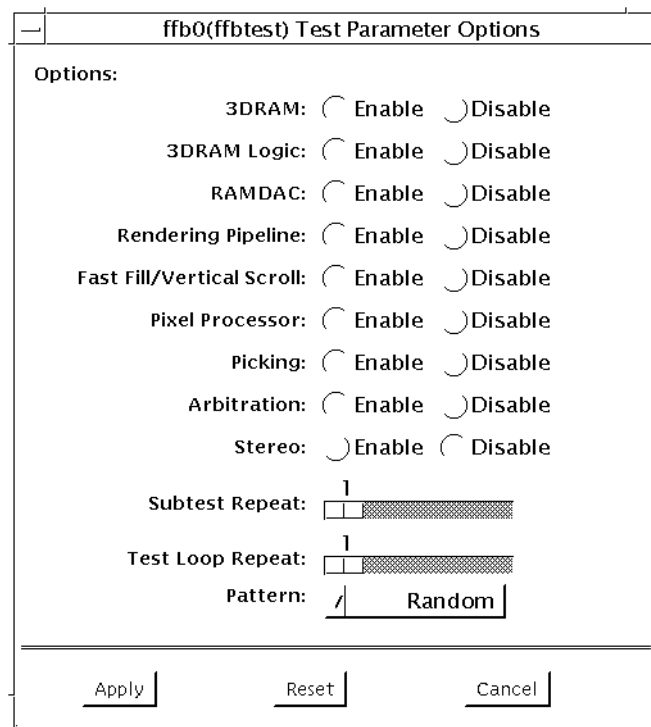 ffb0(ffbtest) Test Parameter Options
Options:
3DRAM: Enable Disable
3DRAM Logic: Enable Disable
RAMDAC: Enable Disable
Rendering Pipeline: Enable Disable
Fast Fill/Vertical Scroll: Enable Disable
Pixel Processor: Enable Disable
Picking: Enable Disable
Arbitration: Enable Disable
Stereo: Enable Disable
1
Subtest Repeat:
1
Test Loop Repeat:
Pattern: Random
Apply Reset Cancel